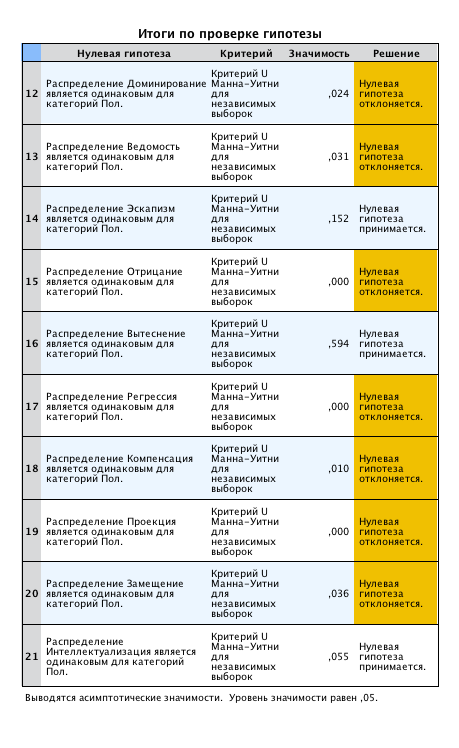 Итоги по проверке гипотезы
Нулевая гипотеза Критерий Значимость Решение
12 Распределение Доминирование является одинаковым для категорий Пол. Критерий U Манна-Уитни для независимых выборок ,024 Нулевая гипотеза отклоняется.
13 Распределение Ведомость является одинаковым для категорий Пол. Критерий U Манна-Уитни для независимых выборок ,031 Нулевая гипотеза отклоняется.
14 Распределение Эскапизм является одинаковым для категорий Пол. Критерий U Манна-Уитни для независимых выборок ,152 Нулевая гипотеза принимается.
15 Распределение Отрицание является одинаковым для категорий Пол. Критерий U Манна-Уитни для независимых выборок ,000 Нулевая гипотеза отклоняется.
16 Распределение Вытеснение является одинаковым для категорий Пол. Критерий U Манна-Уитни для независимых выборок ,594 Нулевая гипотеза принимается.
17 Распределение Регрессия является одинаковым для категорий Пол. Критерий U Манна-Уитни для независимых выборок ,000 Нулевая гипотеза отклоняется.
18 Распределение Компенсация является одинаковым для категорий Пол. Критерий U Манна-Уитни для независимых выборок ,010 Нулевая гипотеза отклоняется.
19 Распределение Проекция является одинаковым для категорий Пол. Критерий U Манна-Уитни для независимых выборок ,000 Нулевая гипотеза отклоняется.
20 Распределение Замещение является одинаковым для категорий Пол. Критерий U Манна-Уитни для независимых выборок ,036 Нулевая гипотеза отклоняется.
21 Распределение Интеллектуализация является одинаковым для категорий Пол. Критерий U Манна-Уитни для независимых выборок ,055 Нулевая гипотеза принимается.
Выводятся асимптотические значимости. Уровень значимости равен ,05.